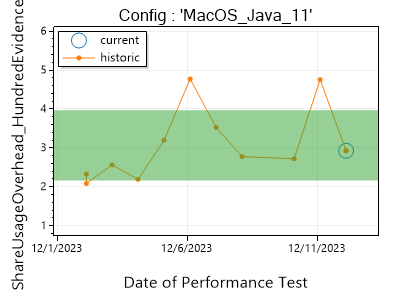 Config : 'MacOS_Java_11'
current
historic
ShareUsageOverhead_HundredEvidence
6
5
4
3
2
1
12/1/2023
12/6/2023
12/11/2023
Date of Performance Test